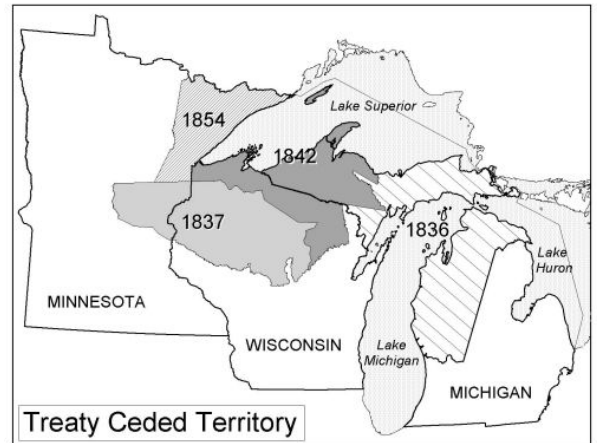 Lake Superior
1854
1842
1837
1836
Lake
Huron
MINNESOTA
WISCONSIN
Lake
Michigan
MICHIGAN
Treaty Ceded Territory